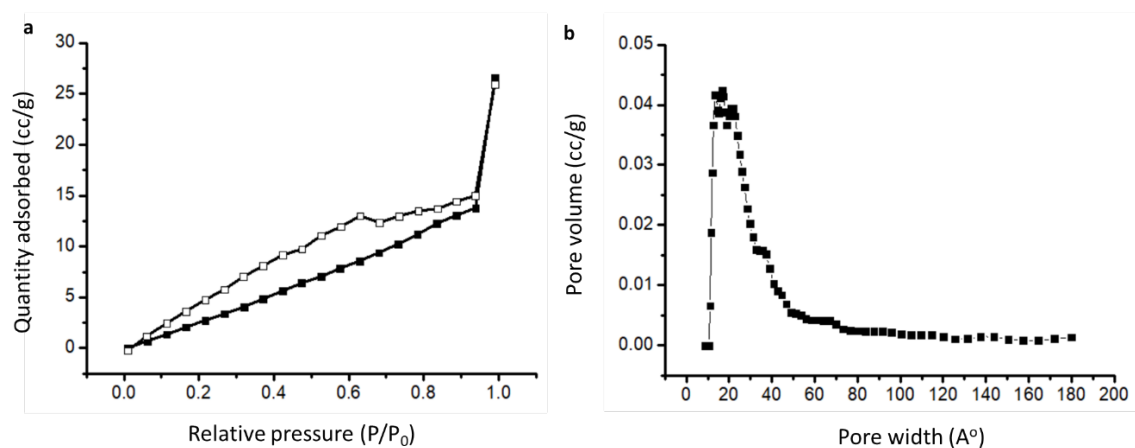 a
30
25
20
15
10
5
0
Quantity adsorbed (cc/g)
0.0 0.2 0.4 0.6 0.8 1.0
Relative pressure (P/P₀)
b
0.05
0.04
0.03
0.02
0.01
0.00
Pore volume (cc/g)
0 20 40 60 80 100 120 140 160 180 200
Pore width (A°)